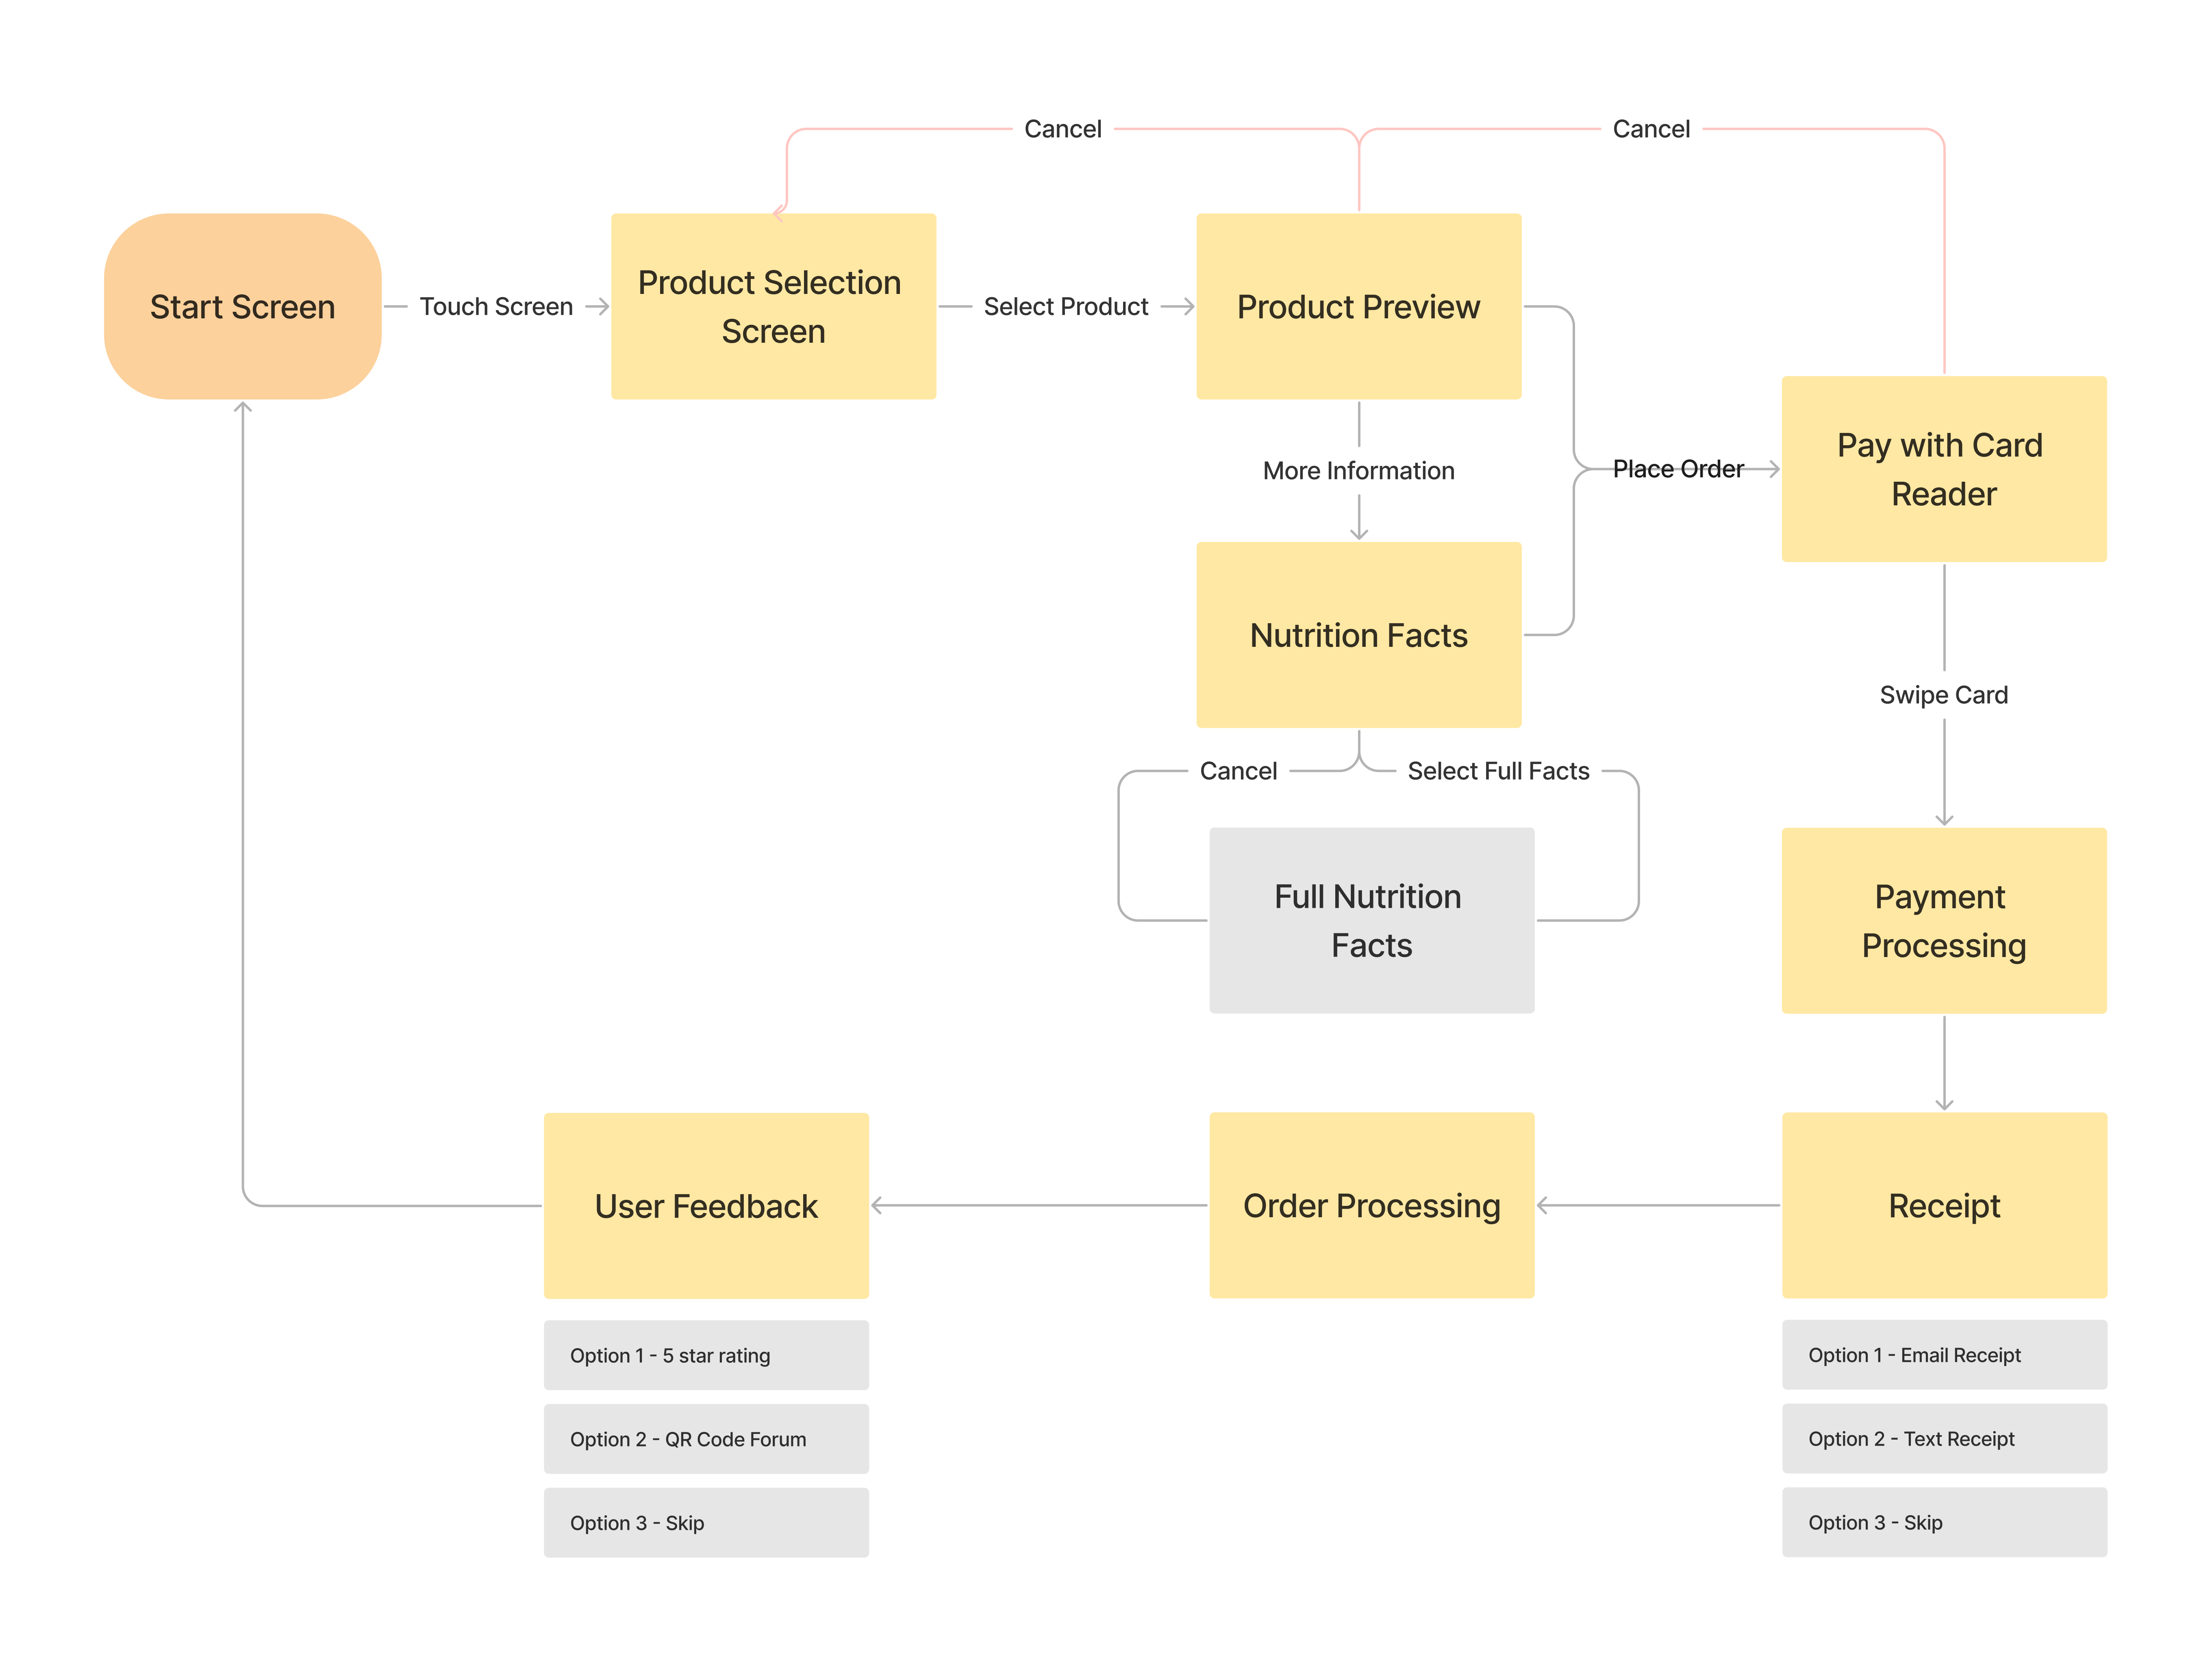 Cancel
Cancel
Start Screen
Touch Screen
Product Selection
Screen
Select Product
Product Preview
More Information
Place Order
Pay with Card
Reader
Nutrition Facts
Swipe Card
Cancel
Select Full Facts
Full Nutrition
Facts
Payment
Processing
User Feedback
Order Processing
Receipt
Option 1 - 5 star rating
Option 2 - QR Code Forum
Option 3 - Skip
Option 1 - Email Receipt
Option 2 - Text Receipt
Option 3 - Skip